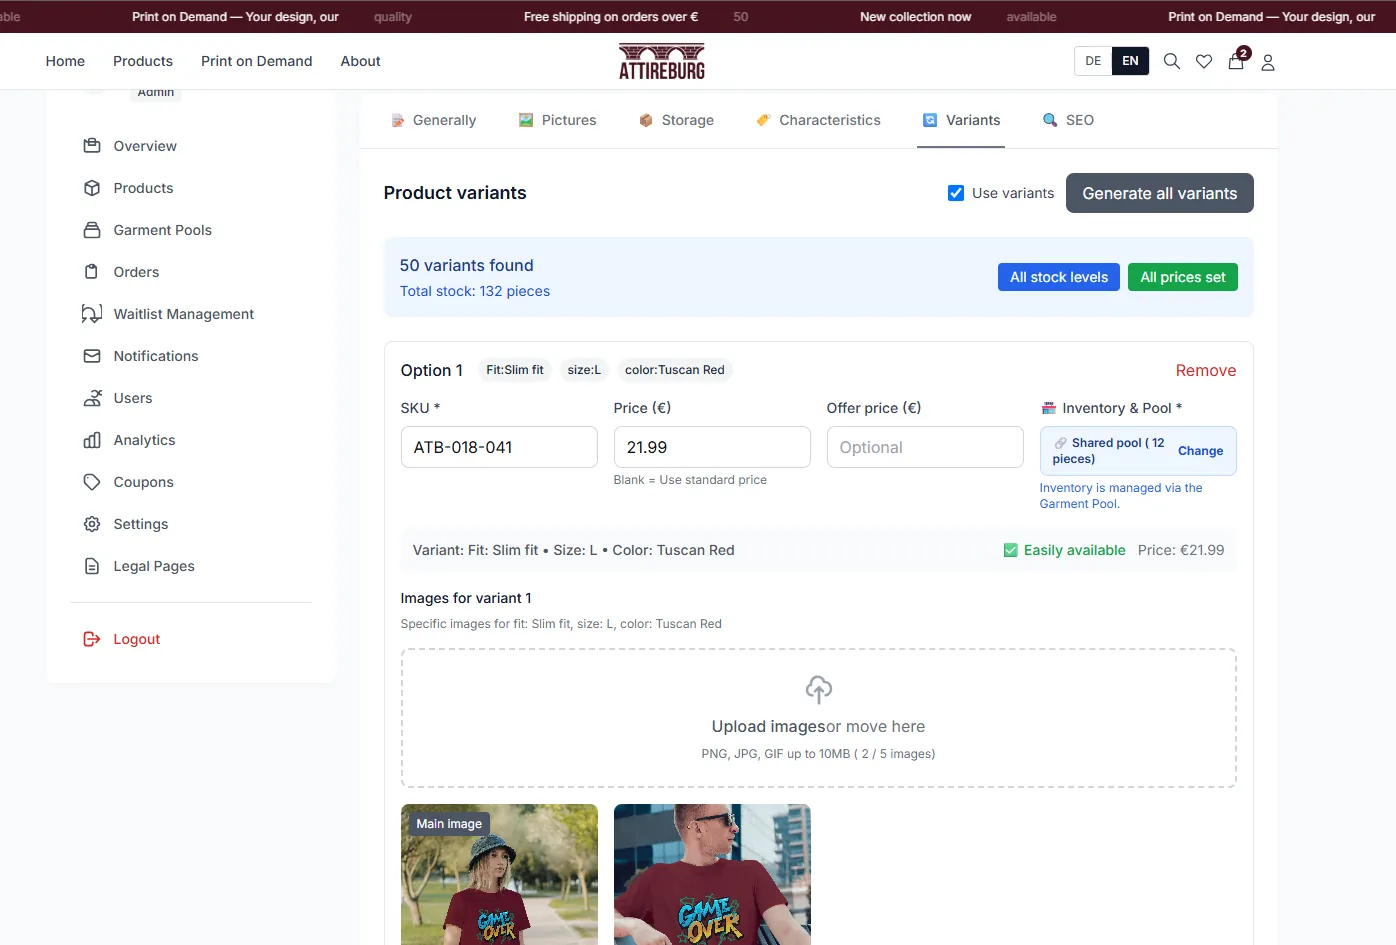 able
Print on Demand — Your design, our quality
Free shipping on orders over € 50
New collection now available
Print on Demand — Your design, our
Home
Products
Print on Demand
About
ATTIREBURG
DE
EN
2
Admin
Overview
Products
Garment Pools
Orders
Waitlist Management
Notifications
Users
Analytics
Coupons
Settings
Legal Pages
Logout
Generally
Pictures
Storage
Characteristics
Variants
SEO
Product variants
Use variants
Generate all variants
50 variants found
Total stock: 132 pieces
All stock levels
All prices set
Option 1
Fit:Slim fit
size:L
color:Tuscan Red
Remove
SKU *
ATB-018-041
Price (€)
21.99
Blank = Use standard price
Offer price (€)
Optional
Inventory & Pool *
Shared pool ( 12
pieces)
Change
Inventory is managed via the
Garment Pool.
Variant: Fit: Slim fit • Size: L • Color: Tuscan Red
Easily available
Price: €21.99
Images for variant 1
Specific images for fit: Slim fit, size: L, color: Tuscan Red
Upload imagesor move here
PNG, JPG, GIF up to 10MB ( 2 / 5 images)
Main image
GAME
OVER
GAME
OVER